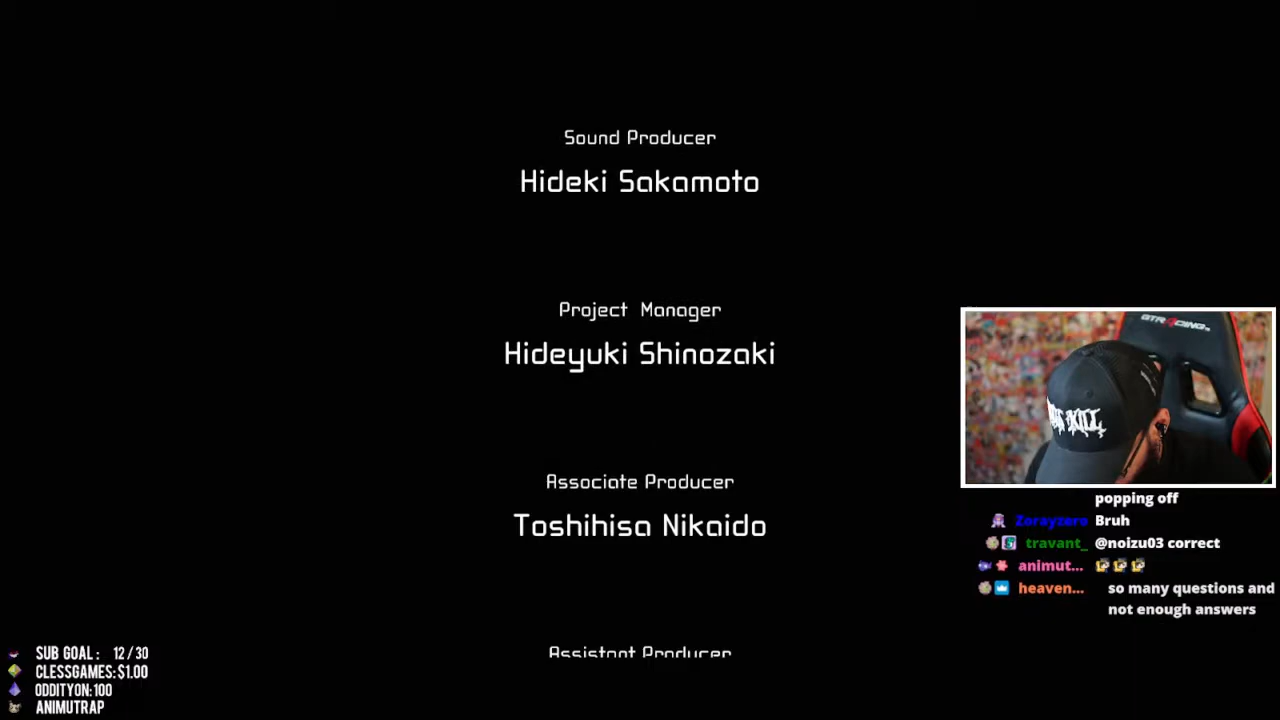 Sound Producer
Hideki Sakamoto
Project Manager
Hideyuki Shinozaki
Associate Producer
Toshihisa Nikaido
Assistant Producer
GTRACING
popping off
Zorayzero Bruh
travant_ @noizu03 correct
animut...
heaven... so many questions and
not enough answers
SUB GOAL: 12/30
CLESSGAMES: $1.00
ODDITYON: 100
ANIMUTRAP